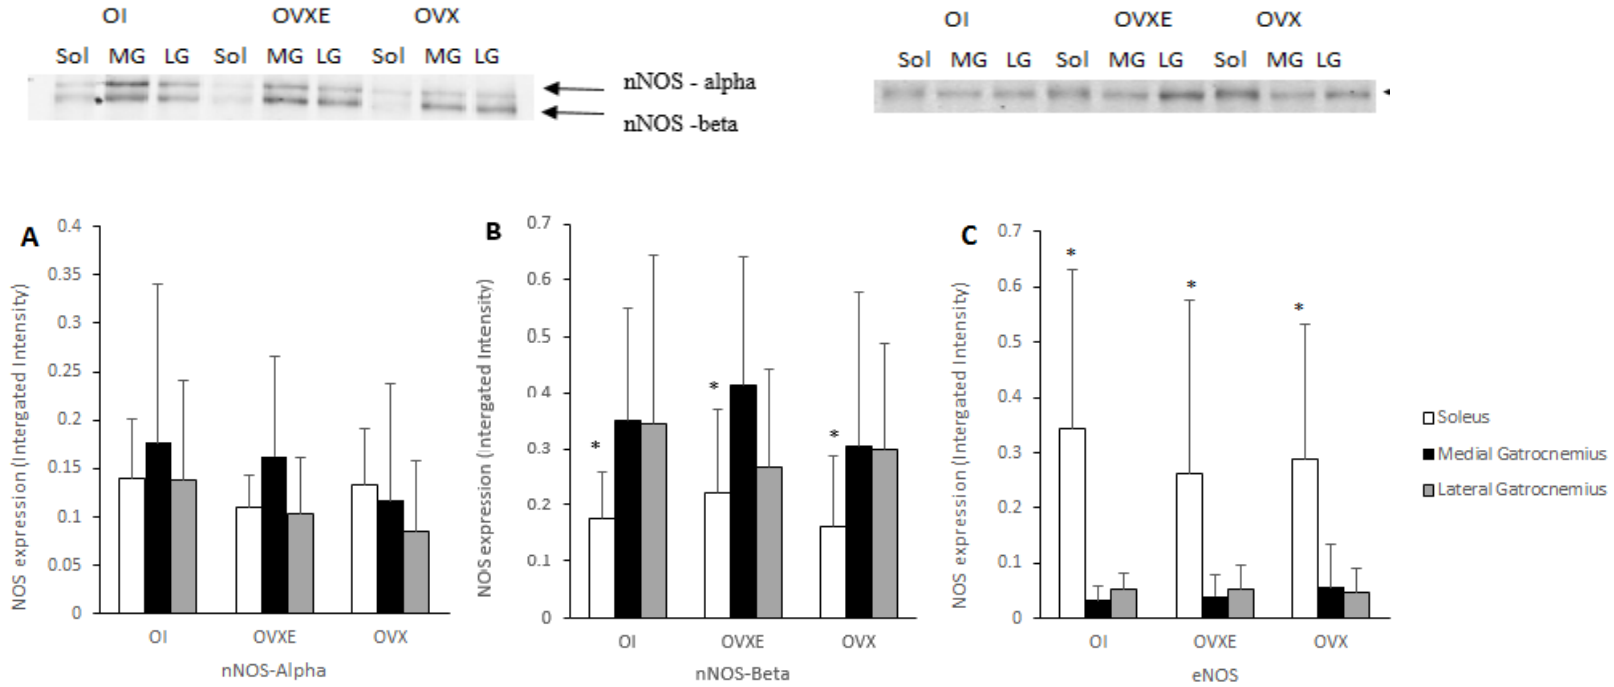 OI OVXE OVX
Sol MG LG Sol MG LG Sol MG LG
nNOS - alpha
nNOS -beta
OI OVXE OVX
Sol MG LG Sol MG LG Sol MG LG
A
NOS expression (Intergated Intensity)
0.4
0.35
0.3
0.25
0.2
0.15
0.1
0.05
0
OI OVXE OVX
nNOS-Alpha
B
NOS expression (Intergated Intensity)
0.7
0.6
0.5
0.4
0.3
0.2
0.1
0
* * *
OI OVXE OVX
nNOS-Beta
C
NOS expression (Intergated Intensity)
0.7
0.6
0.5
0.4
0.3
0.2
0.1
0
* * *
OI OVXE OVX
eNOS
Soleus
Medial Gatrocnemius
Lateral Gatrocnemius